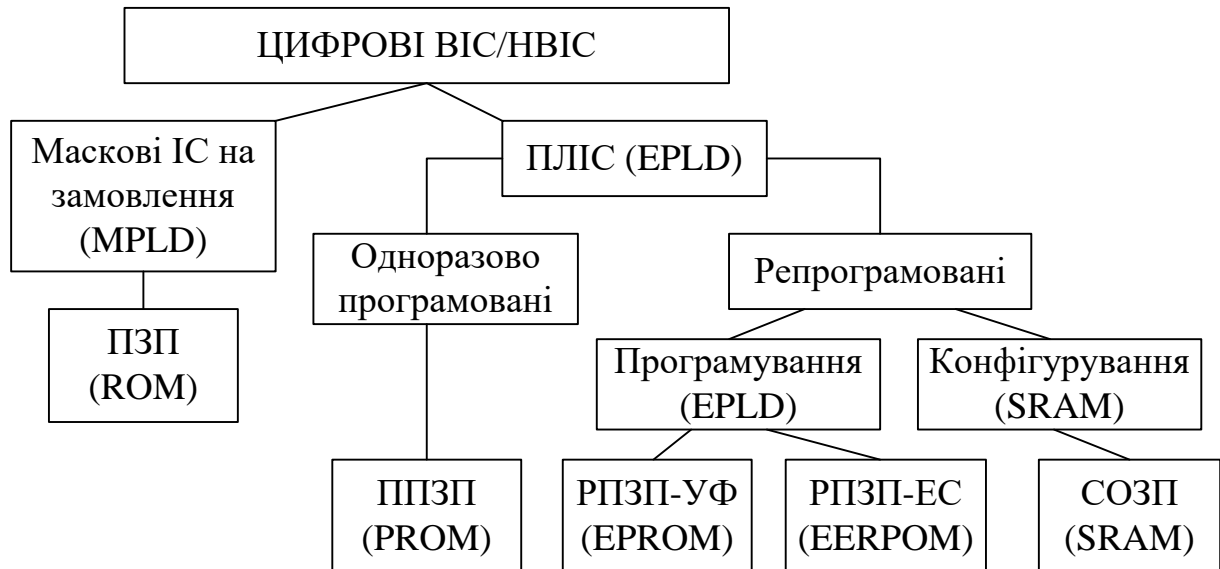 ЦИФРОВІ ВІС/НВІС
Маскові ІС на
замовлення
(MPLD)
ПЛІС (EPLD)
Одноразово
програмовані
Репрограмовані
ПЗП
(ROM)
Програмування
(EPLD)
Конфігурування
(SRAM)
ППЗП
(PROM)
РПЗП-УФ
(EPROM)
РПЗП-ЕС
(EERPOM)
СОЗП
(SRAM)